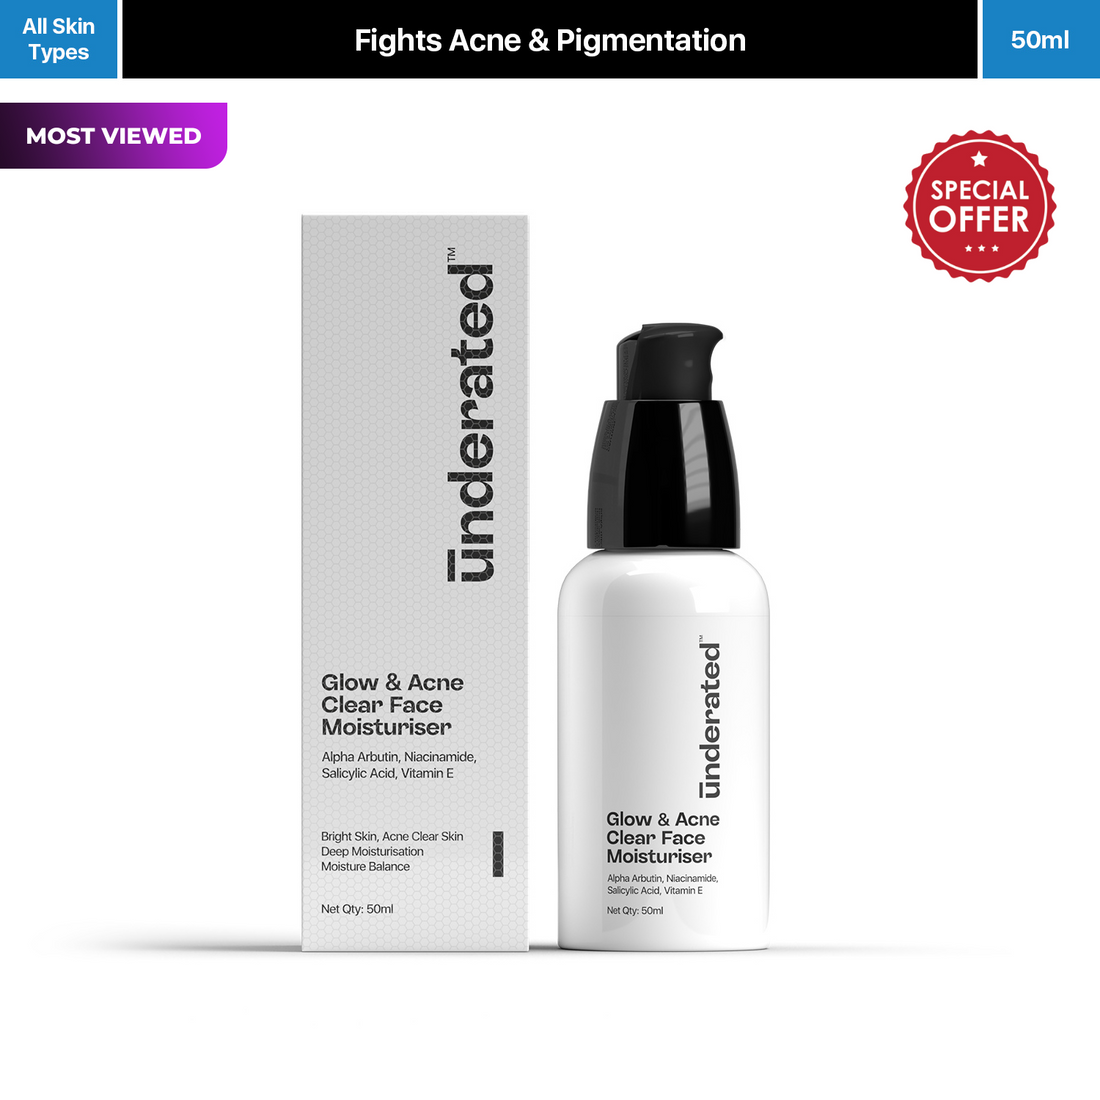 All Skin
Types
Fights Acne & Pigmentation
50ml
MOST VIEWED
SPECIAL
OFFER
ūnderated™
Glow & Acne
Clear Face
Moisturiser
Alpha Arbutin, Niacinamide,
Salicylic Acid, Vitamin E
Bright Skin, Acne Clear Skin
Deep Moisturisation
Moisture Balance
Net Qty: 50ml
ūnderated™
Glow & Acne
Clear Face
Moisturiser
Alpha Arbutin, Niacinamide,
Salicylic Acid, Vitamin E
Net Qty: 50ml